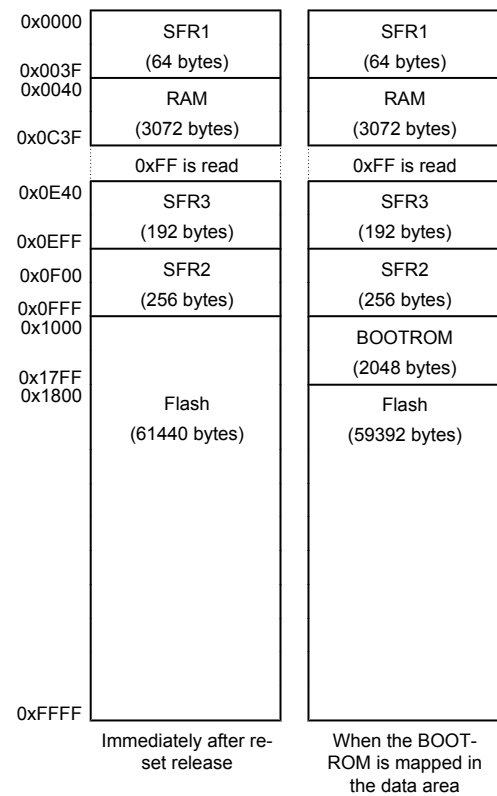 0x0000
SFR1
(64 bytes)
SFR1
(64 bytes)
0x003F
0x0040
RAM
(3072 bytes)
RAM
(3072 bytes)
0x0C3F
0xFF is read
0xFF is read
0x0E40
SFR3
(192 bytes)
SFR3
(192 bytes)
0x0EFF
0x0F00
SFR2
(256 bytes)
SFR2
(256 bytes)
0x0FFF
0x1000
BOOTROM
(2048 bytes)
0x17FF
0x1800
Flash
(61440 bytes)
Flash
(59392 bytes)
0xFFFF
Immediately after re-
set release
When the BOOT-
ROM is mapped in
the data area